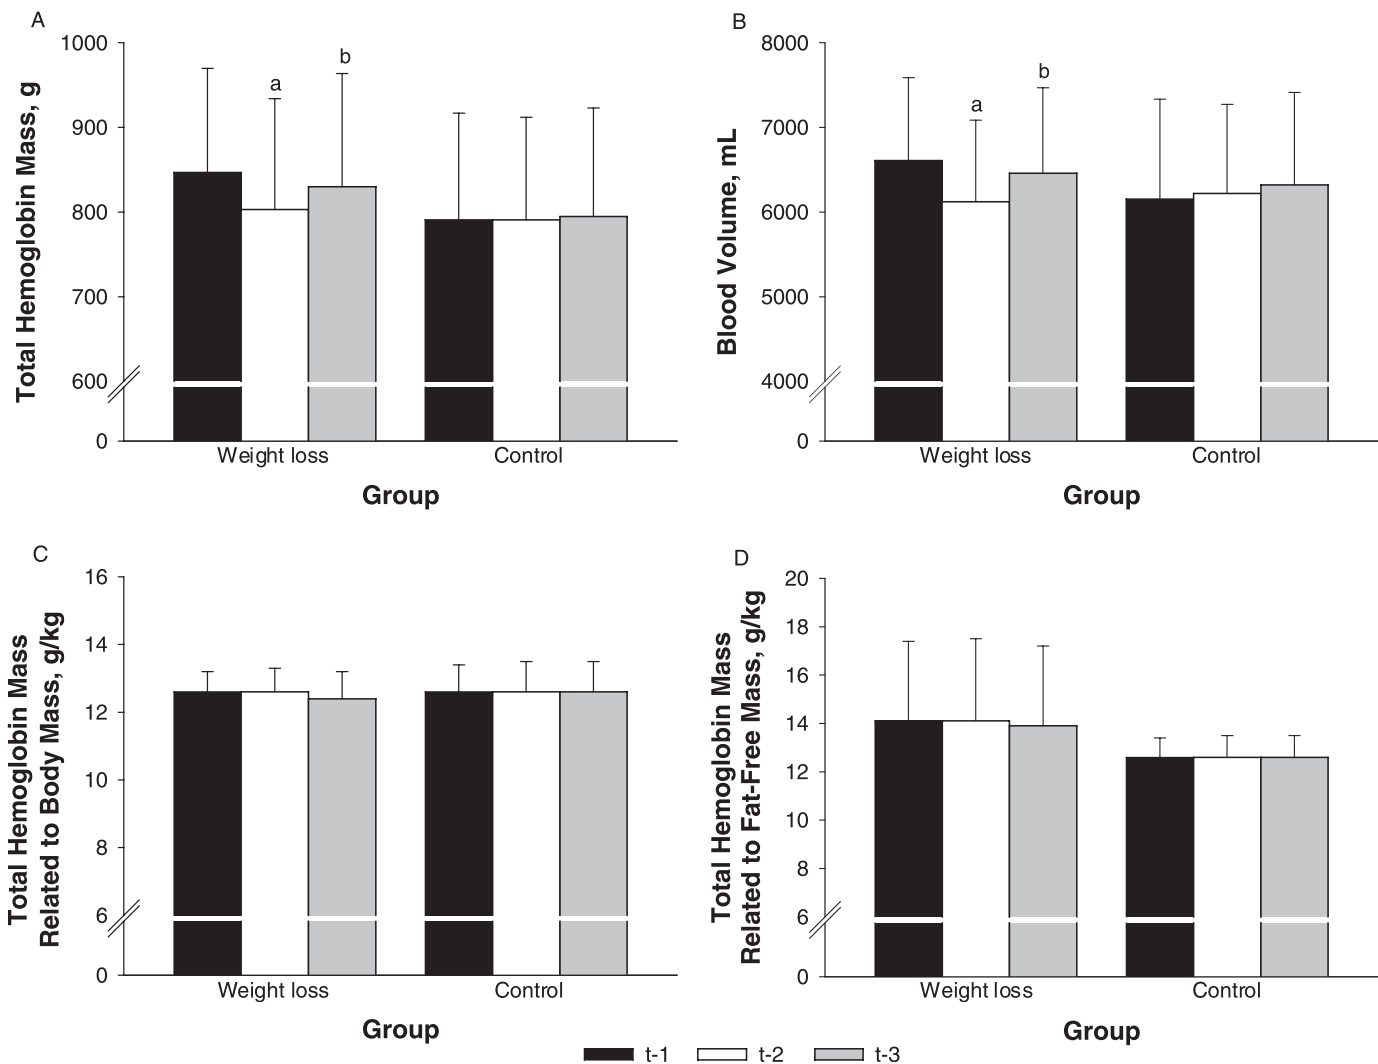 A
Total Hemoglobin Mass, g
1000
900
800
700
600
0
a
b
Weight loss
Control
Group
B
Blood Volume, mL
8000
7000
6000
5000
4000
0
a
b
Weight loss
Control
Group
C
Total Hemoglobin Mass
Related to Body Mass, g/kg
16
14
12
10
8
6
0
Weight loss
Control
Group
D
Total Hemoglobin Mass
Related to Fat-Free Mass, g/kg
20
18
16
14
12
10
8
6
0
Weight loss
Control
Group
t-1
t-2
t-3